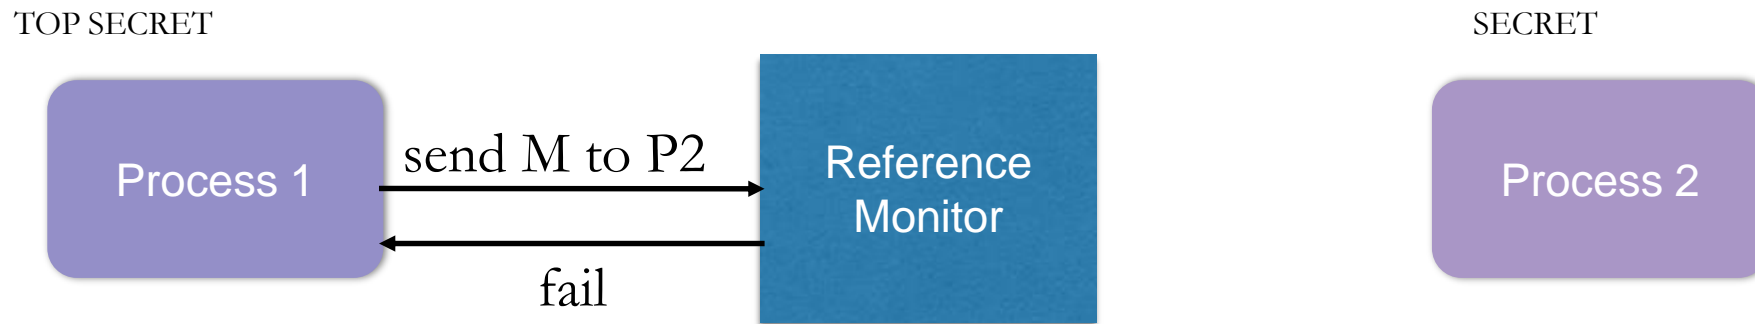 TOP SECRET
SECRET
Process 1
send M to P2
fail
Reference
Monitor
Process 2